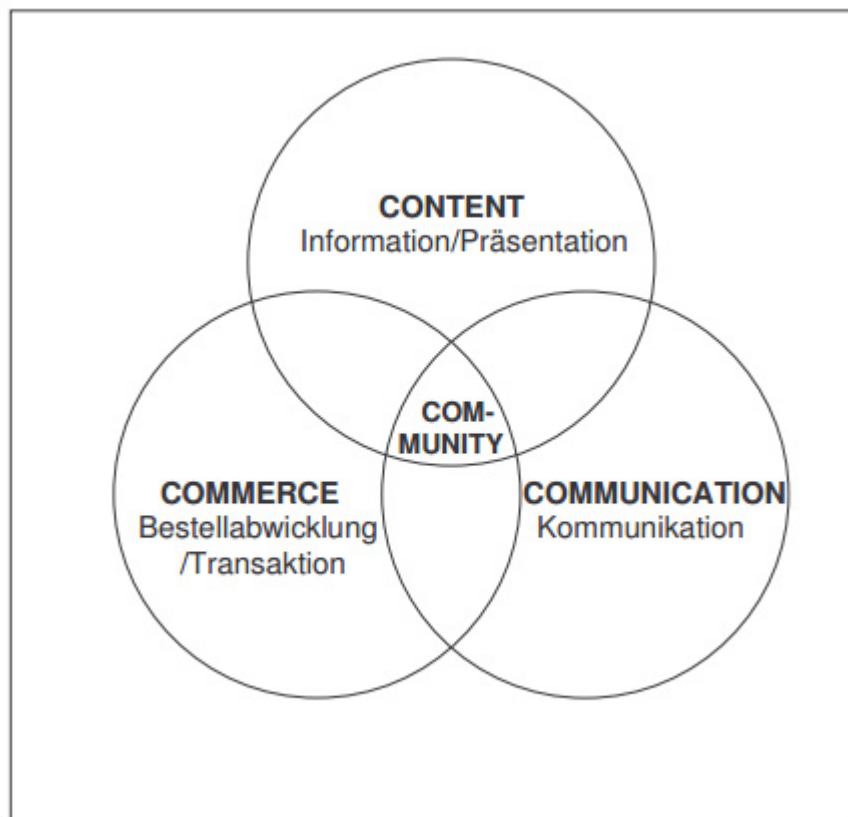 CONTENT
Information/Präsentation
COM-
MUNITY
COMMERCE
Bestellabwicklung
/Transaktion
COMMUNICATION
Kommunikation